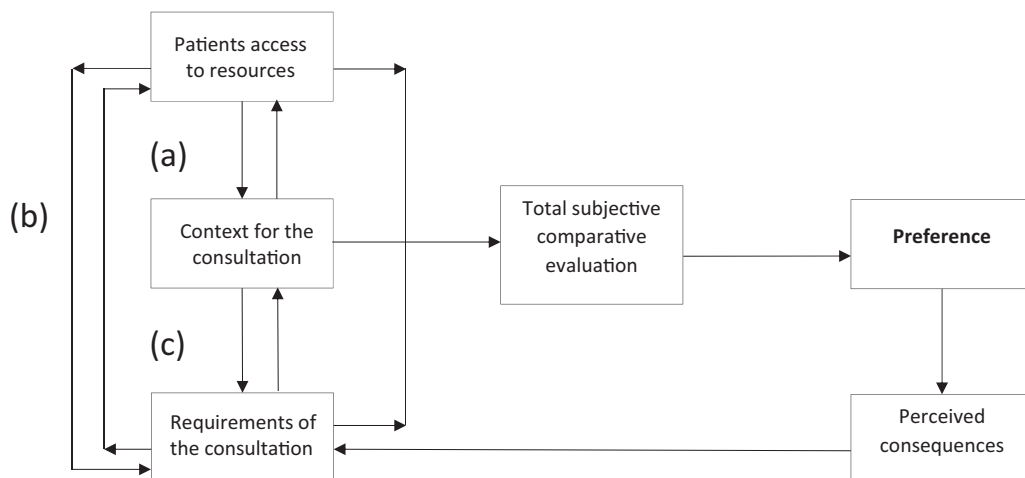 Patients access
to resources
(a)
(b)
Context for the
consultation
Total subjective
comparative
evaluation
Preference
(c)
Requirements of
the consultation
Perceived
consequences